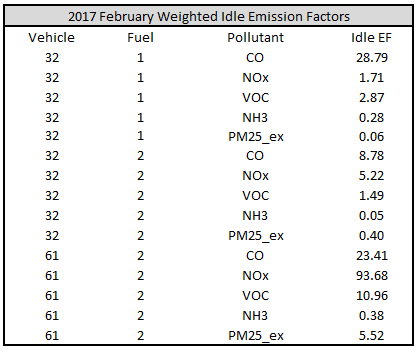 2017 February Weighted Idle Emission Factors
Vehicle Fuel Pollutant Idle EF
32 1 CO 28.79
32 1 NOx 1.71
32 1 VOC 2.87
32 1 NH3 0.28
32 1 PM25_ex 0.06
32 2 CO 8.78
32 2 NOx 5.22
32 2 VOC 1.49
32 2 NH3 0.05
32 2 PM25_ex 0.40
61 2 CO 23.41
61 2 NOx 93.68
61 2 VOC 10.96
61 2 NH3 0.38
61 2 PM25_ex 5.52